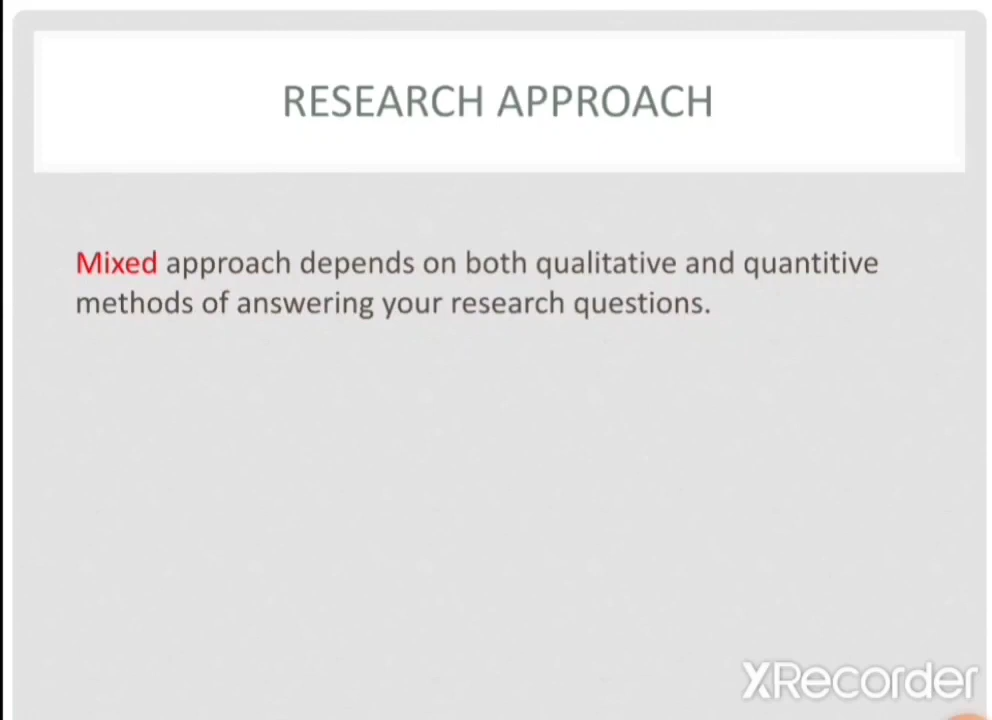 RESEARCH APPROACH
Mixed approach depends on both qualitative and quantitive
methods of answering your research questions.
XRecorder